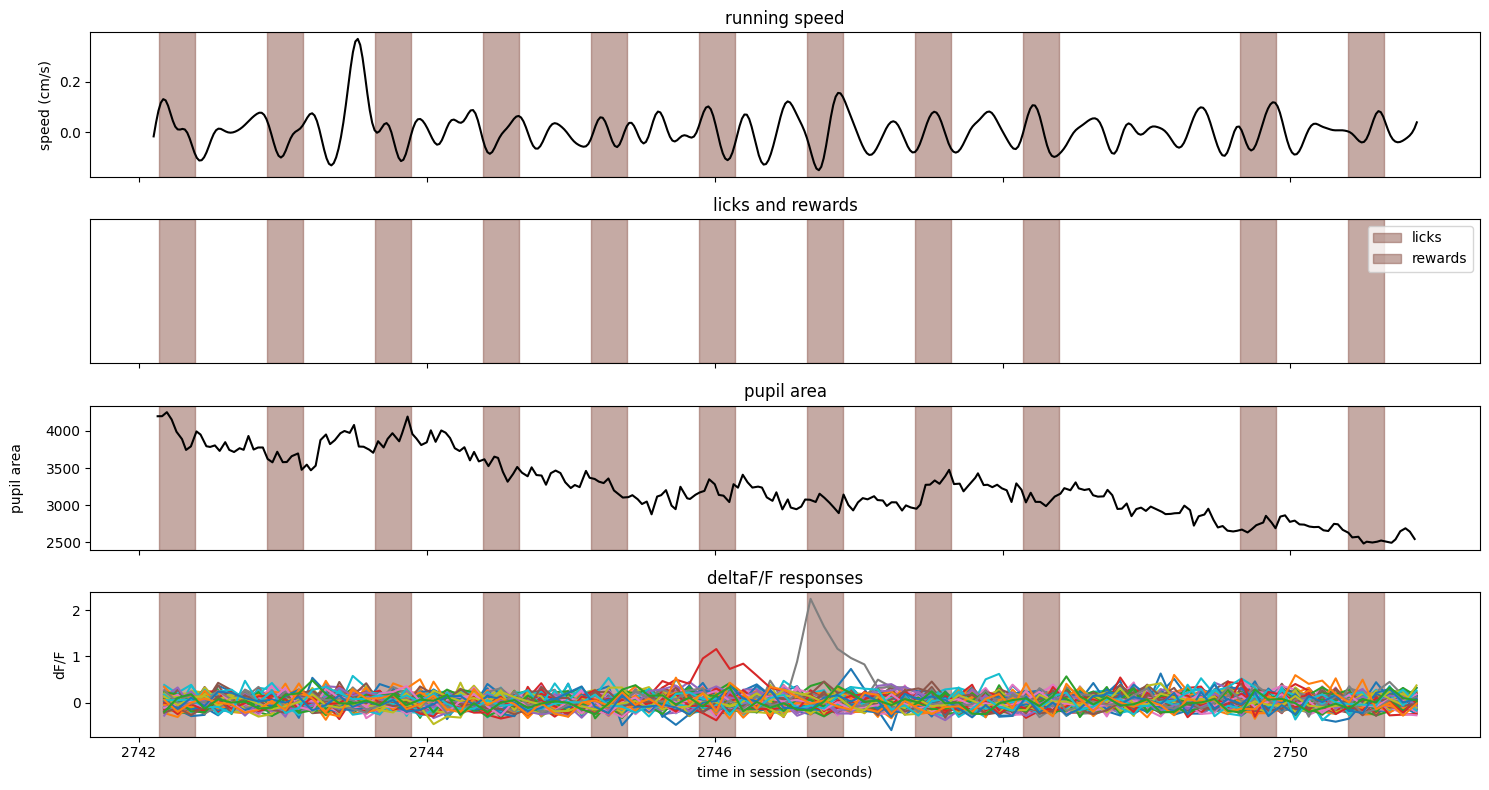 running speed
speed (cm/s)
0.2
0.0
licks and rewards
licks
rewards
pupil area
pupil area
4000
3500
3000
2500
deltaF/F responses
dF/F
2
1
0
2742
2744
2746
2748
2750
time in session (seconds)